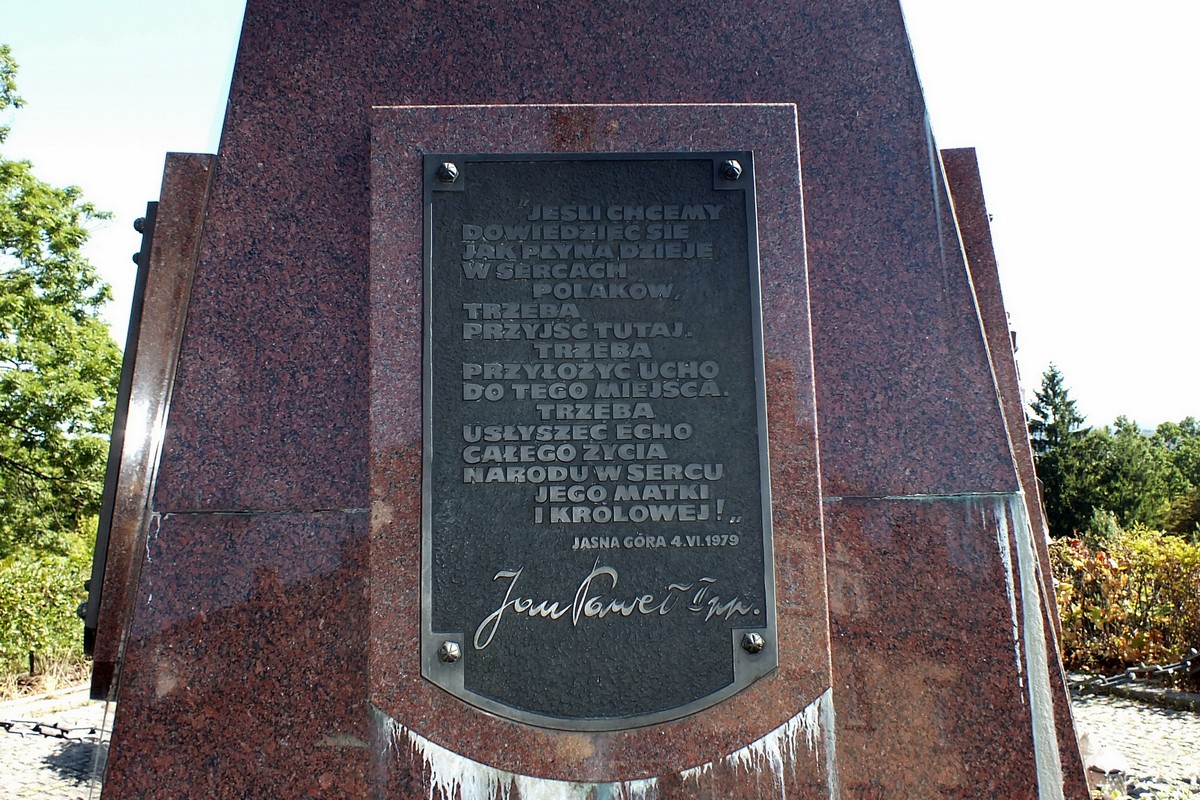 "JEŚLI CHCEMY
DOWIEDZIEĆ SIĘ
JAK PŁYNĄ DZIEJE
W SERCACH
POLAKÓW,
TRZEBA
PRZYJŚĆ TUTAJ.
TRZEBA
PRZYŁOŻYĆ UCHO
DO TEGO MIEJSCA.
TRZEBA
USŁYSZEĆ ECHO
CAŁEGO ŻYCIA
NARODU W SERCU
JEGO MATKI
I KRÓLOWEJ! „
JASNA GÓRA 4.VI.1979
Jan Paweł II pp.